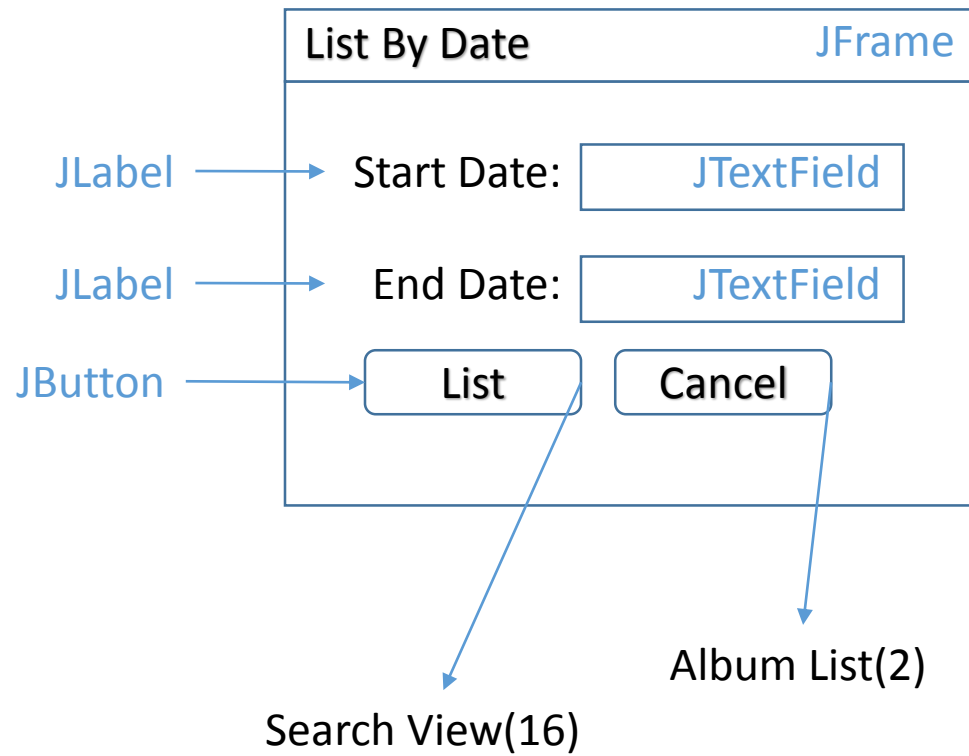 List By Date JFrame
JLabel Start Date: JTextField
JLabel End Date: JTextField
JButton List Cancel
Album List(2)
Search View(16)